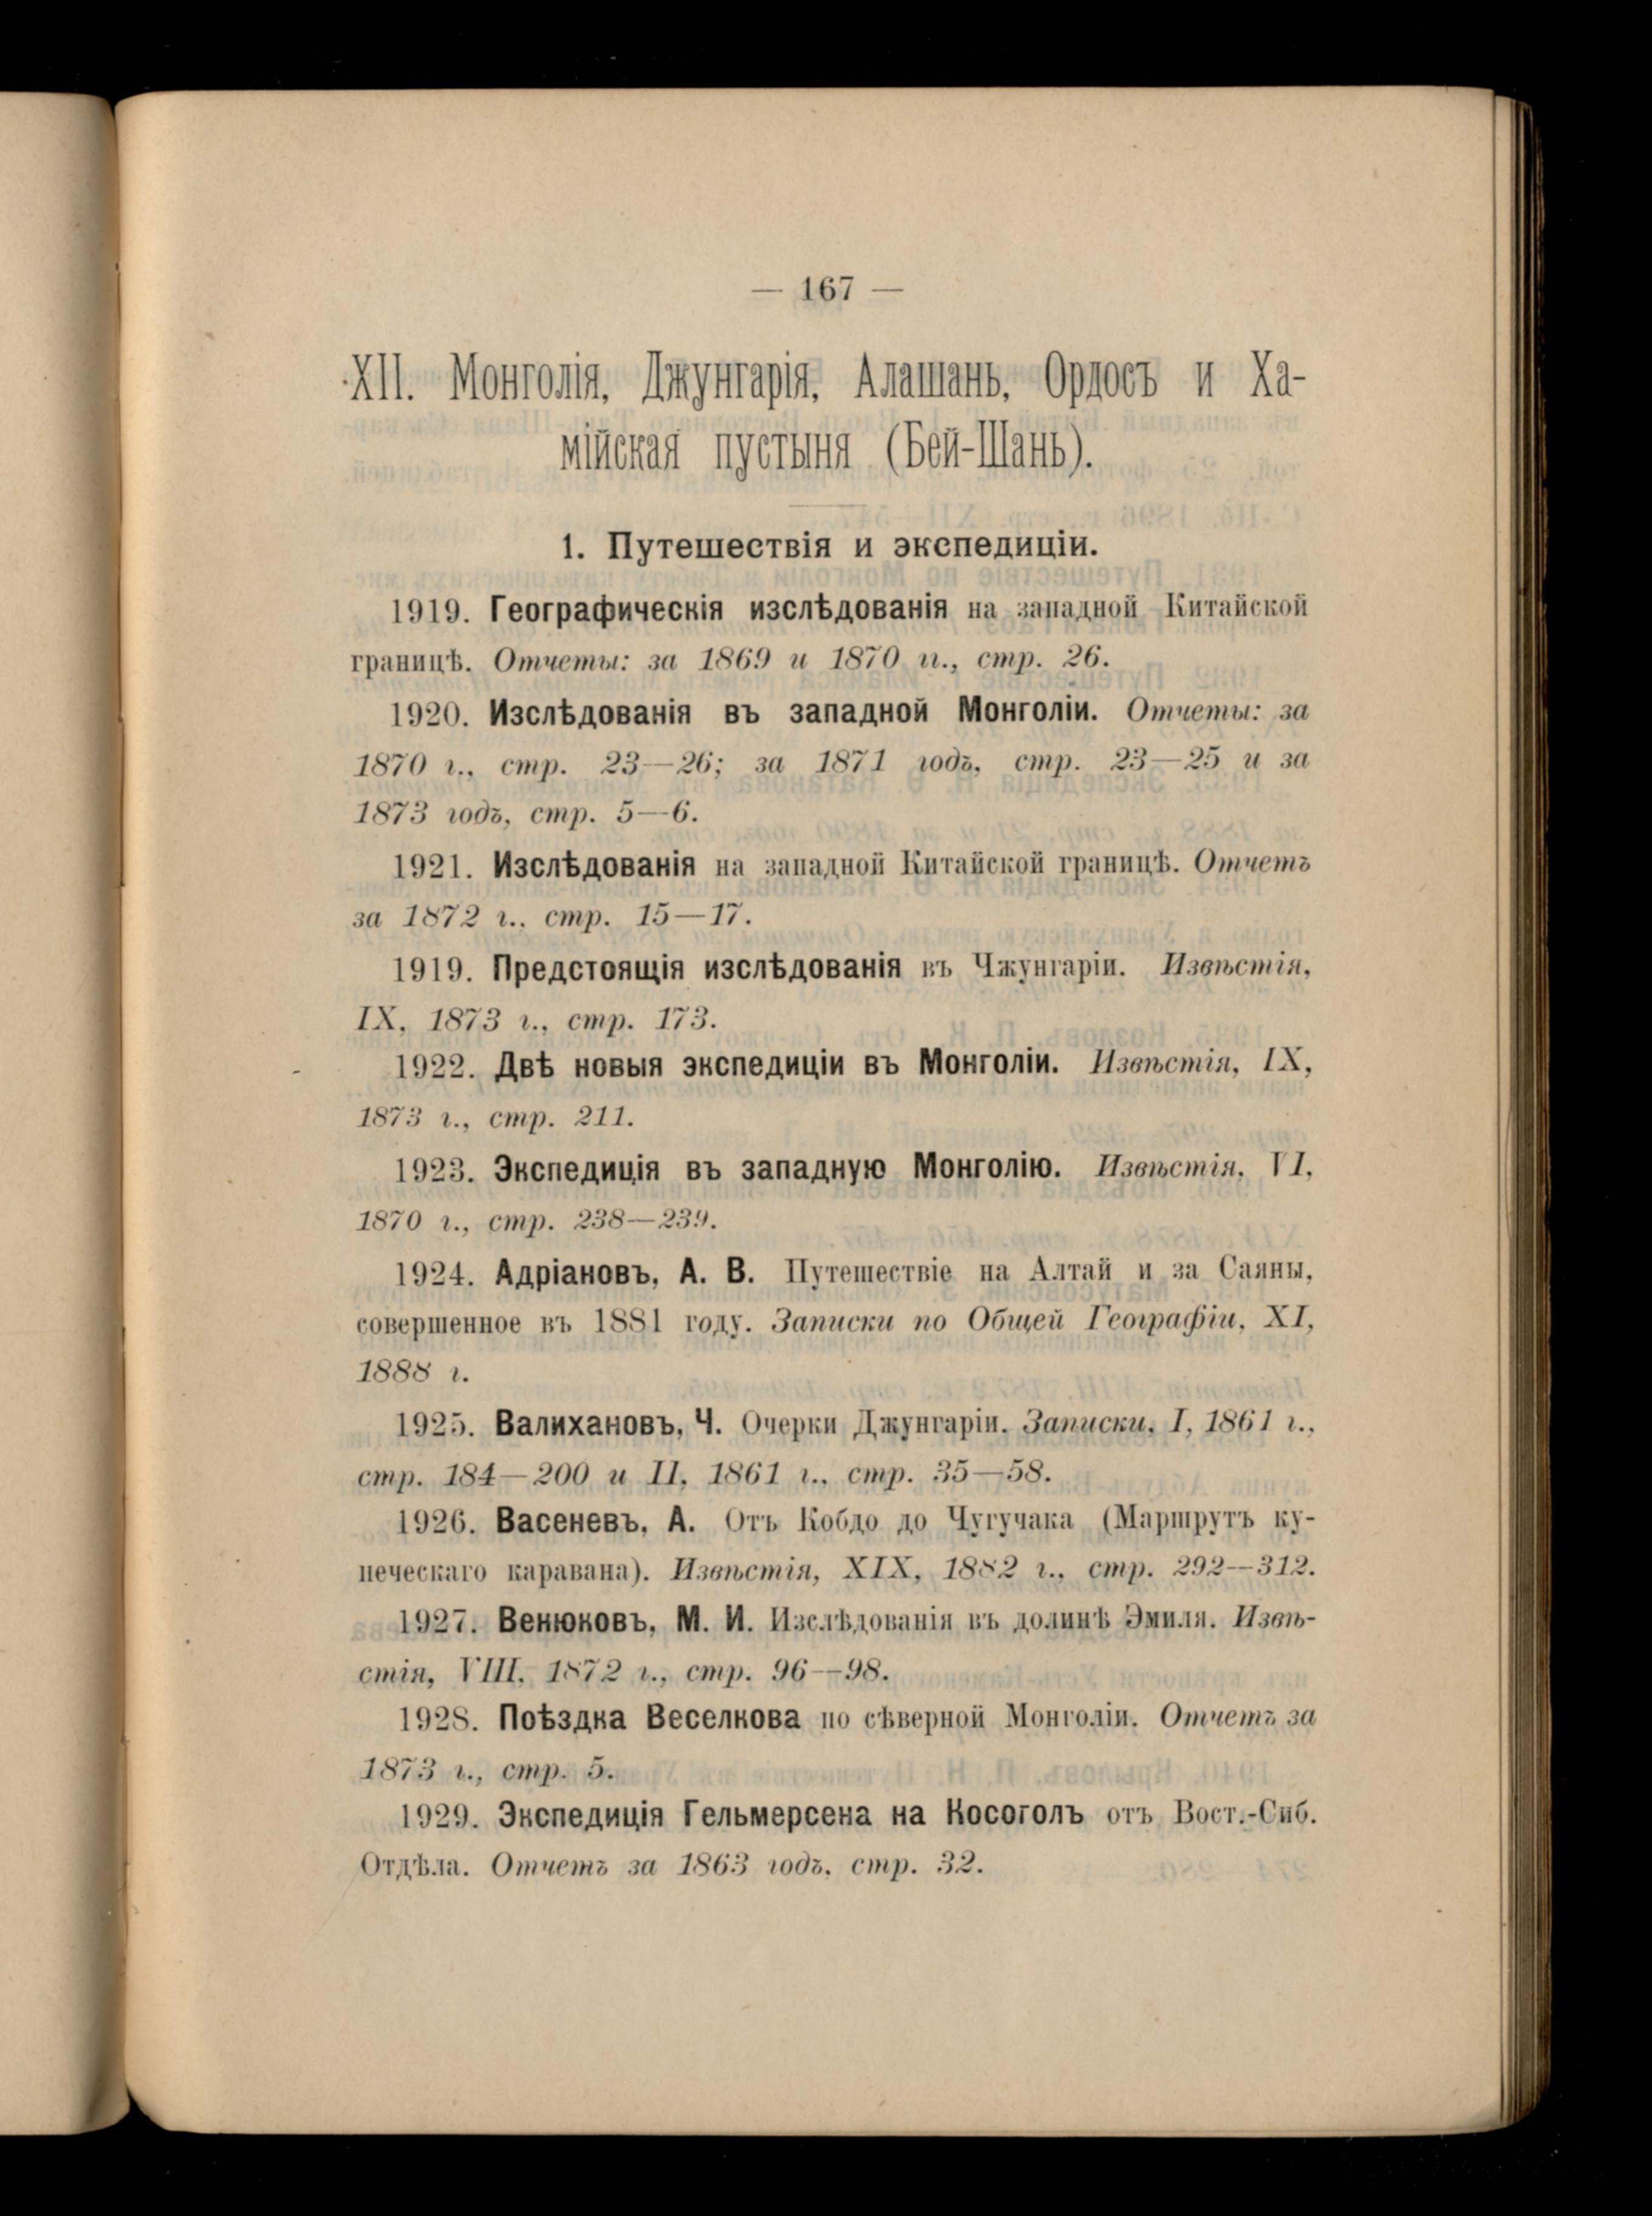 — 167 —
XII. Монголія, Джунгарія, Алашань, Ордосъ и Ха-
мійская пустыня (Бей-Шань).
1. Путешествія и экспедиціи.
1919. Географическія изслѣдованія на западной Китайской
границѣ. Отчеты: за 1869 и 1870 гг., стр. 26.
1920. Изслѣдованія въ западной Монголіи. Отчеты: за
1870 г., стр. 23—26; за 1871 годъ, стр. 23—25 и за
1873 годъ, стр. 5—6.
1921. Изслѣдованія на западной Китайской границѣ. Отчетъ
за 1872 г., стр. 15—17.
1919. Предстоящія изслѣдованія въ Чжунгаріи. Извѣстія,
IX, 1873 г., стр. 173.
1922. Двѣ новыя экспедиціи въ Монголіи. Извѣстія, IX,
1873 г., стр. 211.
1923. Экспедиція въ западную Монголію. Извѣстія, VI,
1870 г., стр. 238—239.
1924. Адріановъ, А. В. Путешествіе на Алтай и за Саяны,
совершенное въ 1881 году. Записки по Общей Географіи, XI,
1888 г.
1925. Валихановъ, Ч. Очерки Джунгаріи. Записки, I, 1861 г.,
стр. 184—200 и II, 1861 г., стр. 35—58.
1926. Васеневъ, А. Отъ Кобдо до Чугучака (Маршрутъ ку-
печескаго каравана). Извѣстія, XIX, 1882 г., стр. 292—312.
1927. Венюковъ, М. И. Изслѣдованія въ долинѣ Эмиля. Извѣ-
стія, VIII, 1872 г., стр. 96—98.
1928. Поѣздка Веселкова по сѣверной Монголіи. Отчетъ за
1873 г., стр. 5.
1929. Экспедиція Гельмерсена на Косоголъ отъ Вост.-Сиб.
Отдѣла. Отчетъ за 1863 годъ, стр. 32.